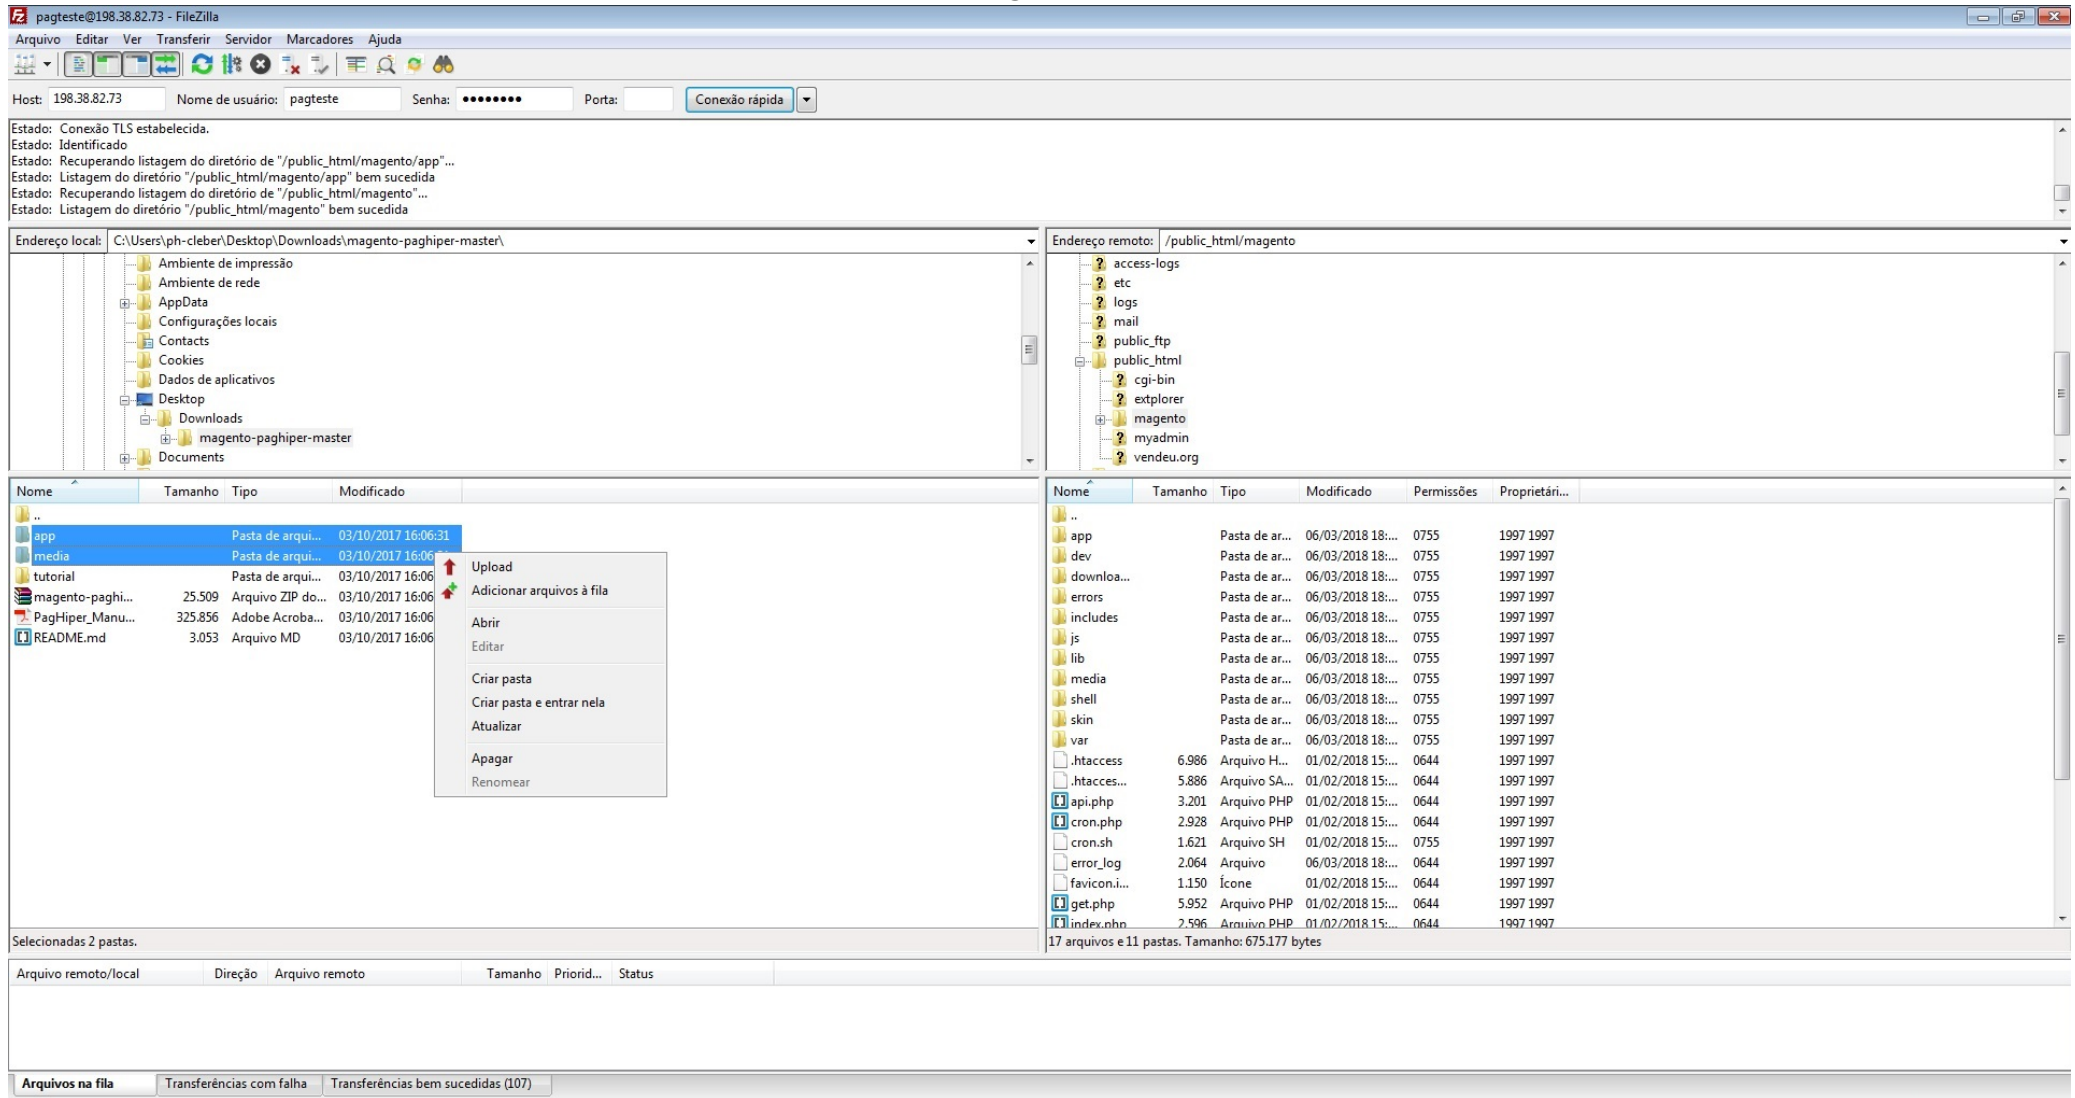 pagteste@198.38.82.73 - FileZilla
Arquivo Editar Ver Transferir Servidor Marcadores Ajuda
Host: 198.38.82.73 Nome de usuário: pagteste Senha: ●●●●●●●● Porta: Conexão rápida
Estado: Conexão TLS estabelecida.
Estado: Identificado
Estado: Recuperando listagem do diretório de "/public_html/magento/app"...
Estado: Listagem do diretório "/public_html/magento/app" bem sucedida
Estado: Recuperando listagem do diretório de "/public_html/magento"...
Estado: Listagem do diretório "/public_html/magento" bem sucedida
Endereço local: C:\Users\ph-cleber\Desktop\Downloads\magento-paghiper-master\
Ambiente de impressão
Ambiente de rede
AppData
Configurações locais
Contacts
Cookies
Dados de aplicativos
Desktop
Downloads
magento-paghiper-master
Documents
Endereço remoto: /public_html/magento
access-logs
etc
logs
mail
public_ftp
public_html
cgi-bin
extplorer
magento
myadmin
vendeu.org
Nome Tamanho Tipo Modificado
..
app Pasta de arqui... 03/10/2017 16:06:31
media Pasta de arqui... 03/10/2017 16:06
tutorial Pasta de arqui... 03/10/2017 16:06
magento-paghi... 25.509 Arquivo ZIP do... 03/10/2017 16:06
PagHiper_Manu... 325.856 Adobe Acroba... 03/10/2017 16:06
README.md 3.053 Arquivo MD 03/10/2017 16:06
Upload
Adicionar arquivos à fila
Abrir
Editar
Criar pasta
Criar pasta e entrar nela
Atualizar
Apagar
Renomear
Selecionadas 2 pastas.
Nome Tamanho Tipo Modificado Permissões Proprietári...
..
app Pasta de ar... 06/03/2018 18:... 0755 1997 1997
dev Pasta de ar... 06/03/2018 18:... 0755 1997 1997
downloa... Pasta de ar... 06/03/2018 18:... 0755 1997 1997
errors Pasta de ar... 06/03/2018 18:... 0755 1997 1997
includes Pasta de ar... 06/03/2018 18:... 0755 1997 1997
js Pasta de ar... 06/03/2018 18:... 0755 1997 1997
lib Pasta de ar... 06/03/2018 18:... 0755 1997 1997
media Pasta de ar... 06/03/2018 18:... 0755 1997 1997
shell Pasta de ar... 06/03/2018 18:... 0755 1997 1997
skin Pasta de ar... 06/03/2018 18:... 0755 1997 1997
var Pasta de ar... 06/03/2018 18:... 0755 1997 1997
.htaccess 6.986 Arquivo H... 01/02/2018 15:... 0644 1997 1997
.htacces... 5.886 Arquivo SA... 01/02/2018 15:... 0644 1997 1997
api.php 3.201 Arquivo PHP 01/02/2018 15:... 0644 1997 1997
cron.php 2.928 Arquivo PHP 01/02/2018 15:... 0644 1997 1997
cron.sh 1.621 Arquivo SH 01/02/2018 15:... 0755 1997 1997
error_log 2.064 Arquivo 06/03/2018 18:... 0644 1997 1997
favicon.i... 1.150 Ícone 01/02/2018 15:... 0644 1997 1997
get.php 5.952 Arquivo PHP 01/02/2018 15:... 0644 1997 1997
index.php 2.596 Arquivo PHP 01/02/2018 15:... 0644 1997 1997
17 arquivos e 11 pastas. Tamanho: 675.177 bytes
Arquivo remoto/local Direção Arquivo remoto Tamanho Priorid... Status
Arquivos na fila Transferências com falha Transferências bem sucedidas (107)